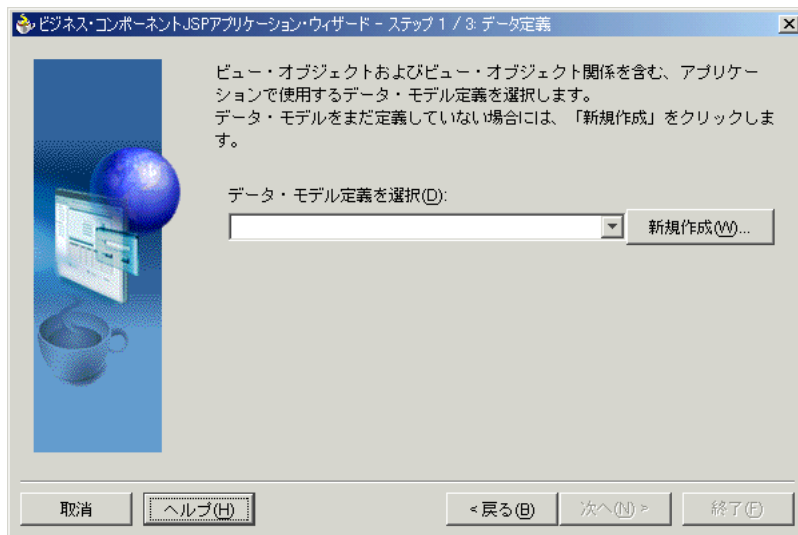 ビジネス・コンポーネントJSPアプリケーション・ウィザード - ステップ 1 / 3: データ定義
ビュー・オブジェクトおよびビュー・オブジェクト関係を含む、アプリケー
ションで使用するデータ・モデル定義を選択します。
データ・モデルをまだ定義していない場合には、「新規作成」をクリックしま
す。
データ・モデル定義を選択(D):
新規作成(W)...
取消 ヘルプ(H) <戻る(B) 次へ(N) > 終了(F)